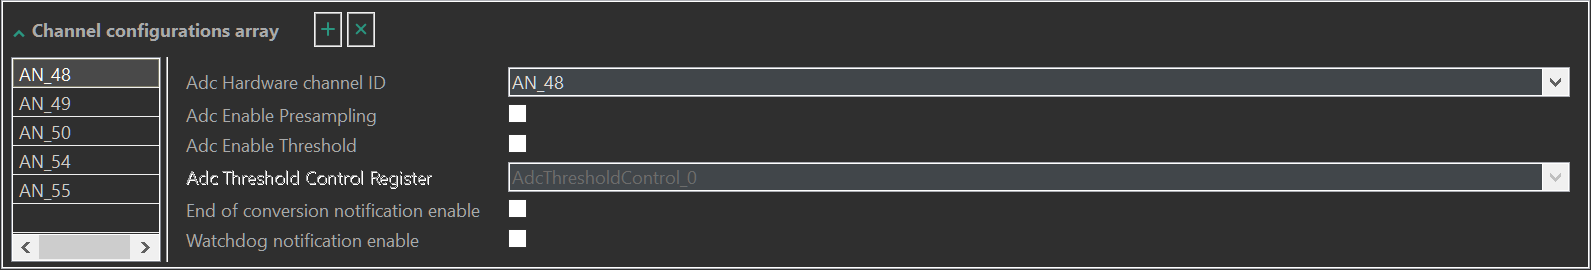 Channel configurations array
AN_48
AN_49
AN_50
AN_54
AN_55
Adc Hardware channel ID AN_48
Adc Enable Presampling
Adc Enable Threshold
Adc Threshold Control Register AdcThresholdControl_0
End of conversion notification enable
Watchdog notification enable